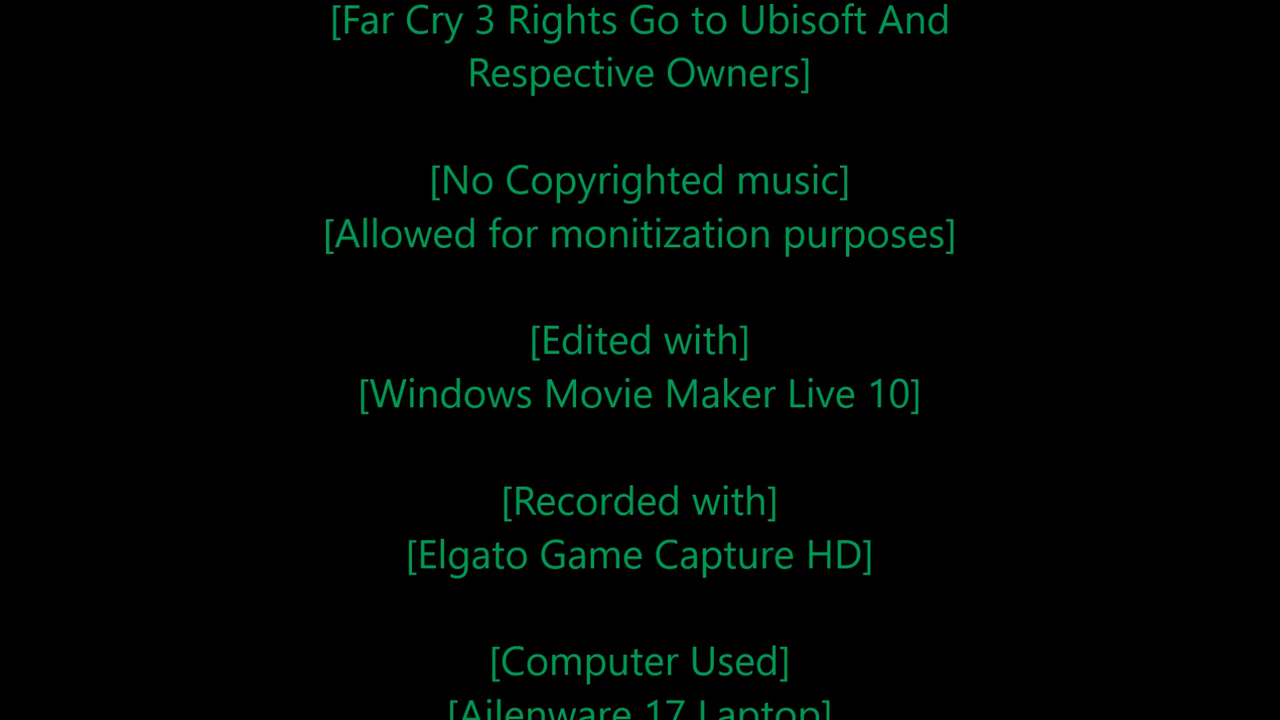 [Far Cry 3 Rights Go to Ubisoft And
Respective Owners]
[No Copyrighted music]
[Allowed for monitization purposes]
[Edited with]
[Windows Movie Maker Live 10]
[Recorded with]
[Elgato Game Capture HD]
[Computer Used]
[Ailenware 17 Laptop]